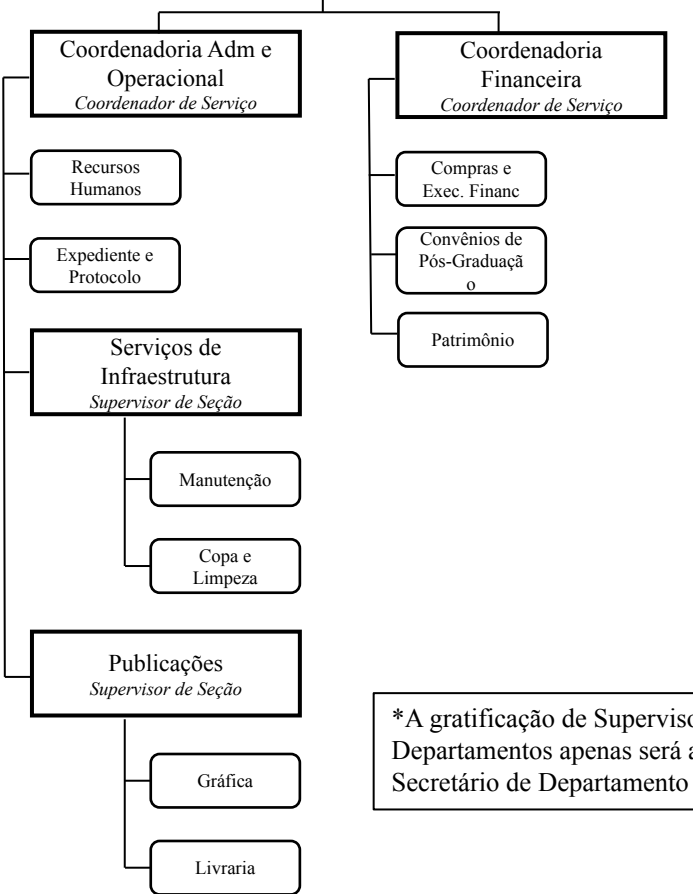 Coordenadoria Adm e
Operacional
Coordenador de Serviço
Recursos
Humanos
Expediente e
Protocolo
Serviços de
Infraestrutura
Supervisor de Seção
Manutenção
Copa e
Limpeza
Publicações
Supervisor de Seção
Gráfica
Livraria
Coordenadoria
Financeira
Coordenador de Serviço
Compras e
Exec. Financ
Convênios de
Pós-Graduaçã
o
Patrimônio
*A gratificação de
Departamentos apenas será
Secretário de Departamento